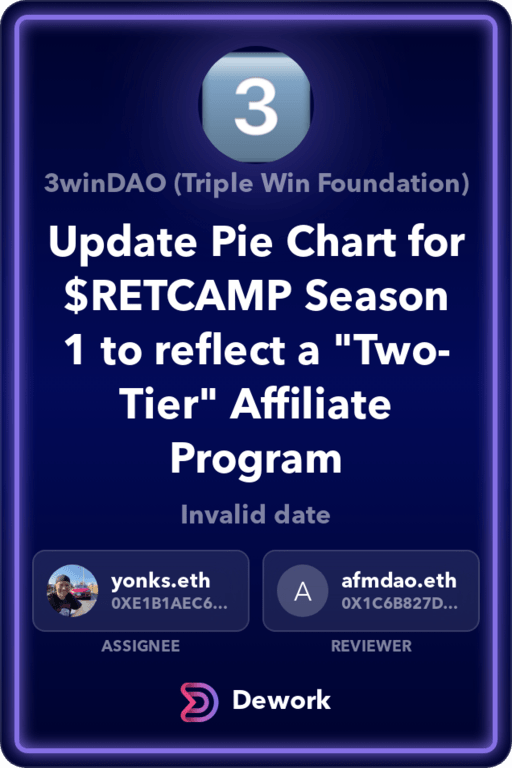 3
3winDAO (Triple Win Foundation)
Update Pie Chart for
$RETCAMP Season
1 to reflect a "Two-
Tier" Affiliate
Program
Invalid date
yonks.eth
0XE1B1AEC6...
A
afmdao.eth
0X1C6B827D...
ASSIGNEE
REVIEWER
Dework